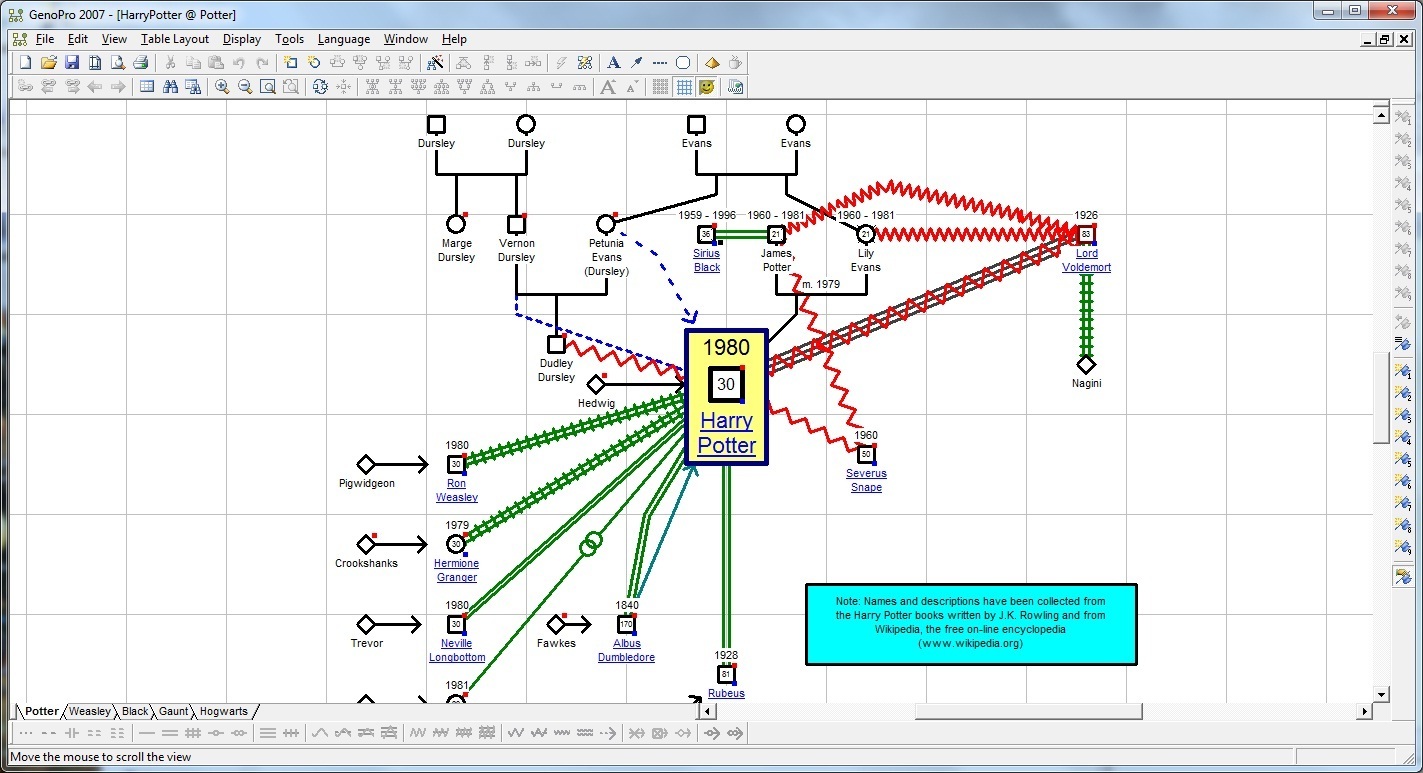 GenoPro 2007 - [HarryPotter @ Potter]
File Edit View Table Layout Display Tools Language Window Help
Dursley Dursley Evans Evans
1959 - 1996 1960 - 1981 1960 - 1981 1926
36 21 21 83
Marge
Dursley
Vernon
Dursley
Petunia
Evans
(Dursley)
Sirius
Black
James
Potter
Lily
Evans
Lord
Voldemort
m. 1979
1980
30
Harry
Potter
Dudley
Dursley
Nagini
Hedwig
1980
30
Pigwidgeon
Ron
Weasley
1960
50
Severus
Snape
1979
30
Crookshanks
Hermione
Granger
1980
30
Trevor
Neville
Longbottom
Fawkes
1840
170
Albus
Dumbledore
1928
81
Rubeus
1981
Note: Names and descriptions have been collected from
the Harry Potter books written by J.K. Rowling and from
Wikipedia, the free on-line encyclopedia
(www.wikipedia.org)
Potter Weasley Black Gaunt Hogwarts
Move the mouse to scroll the view